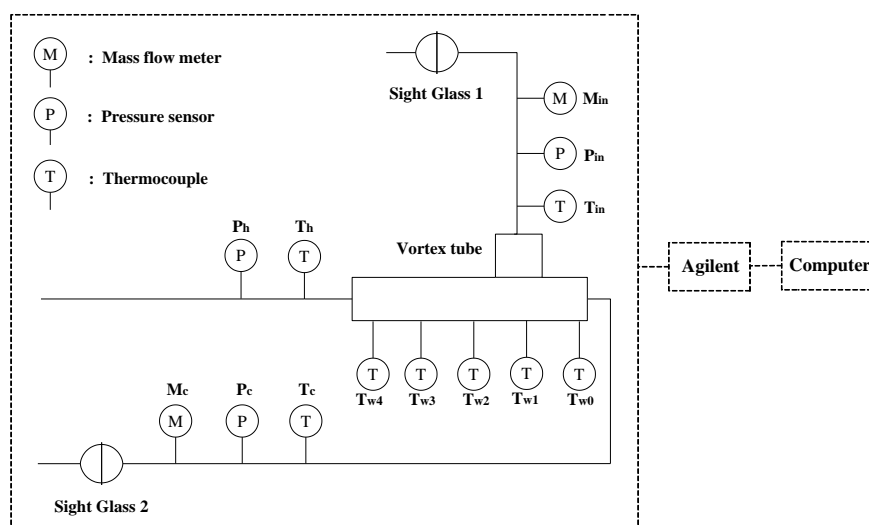 M : Mass flow meter
P : Pressure sensor
T : Thermocouple
Sight Glass 1
M Min
P Pin
T Tin
Vortex tube
Ph Th
P T
Agilent
Computer
T T T T T
Tw4 Tw3 Tw2 Tw1 Tw0
Mc Pc Tc
M P T
Sight Glass 2